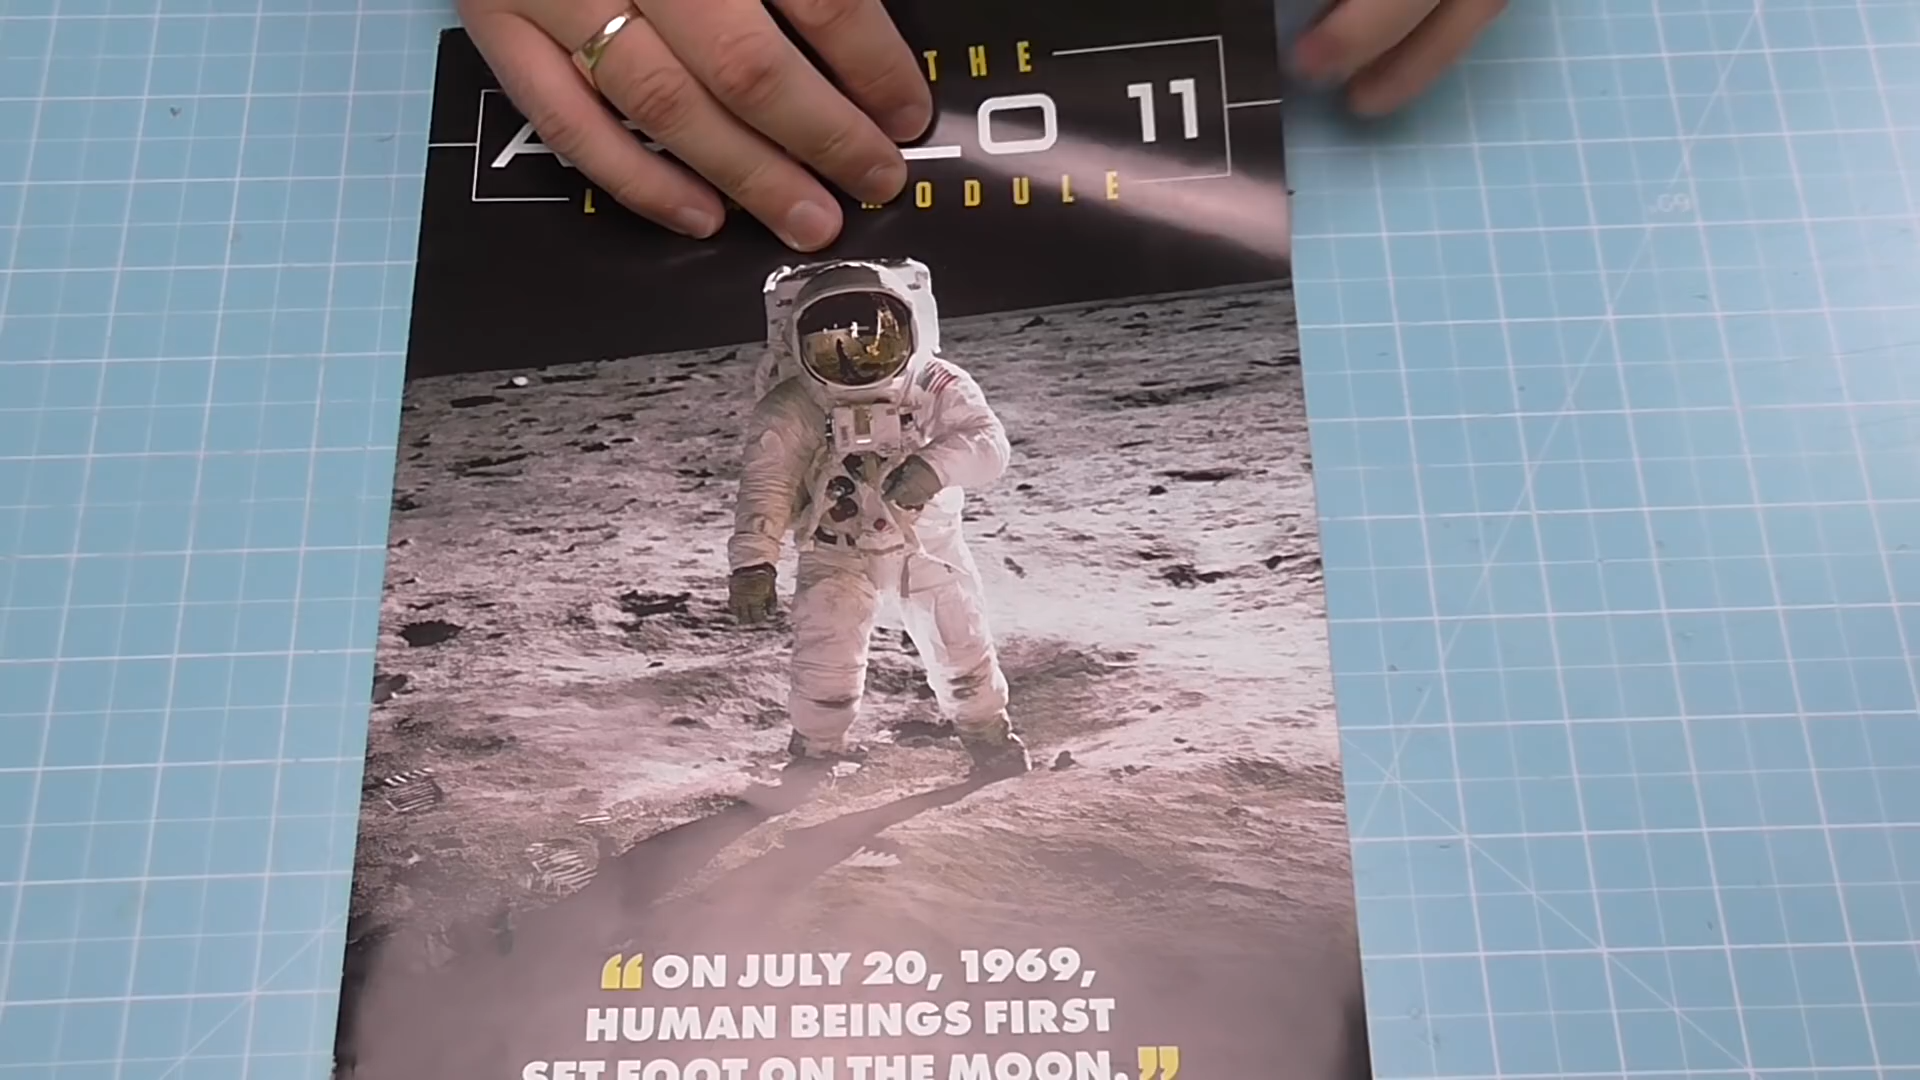 THE
11
MODULE
“ON JULY 20, 1969,
HUMAN BEINGS FIRST
SET FOOT ON THE MOON.”